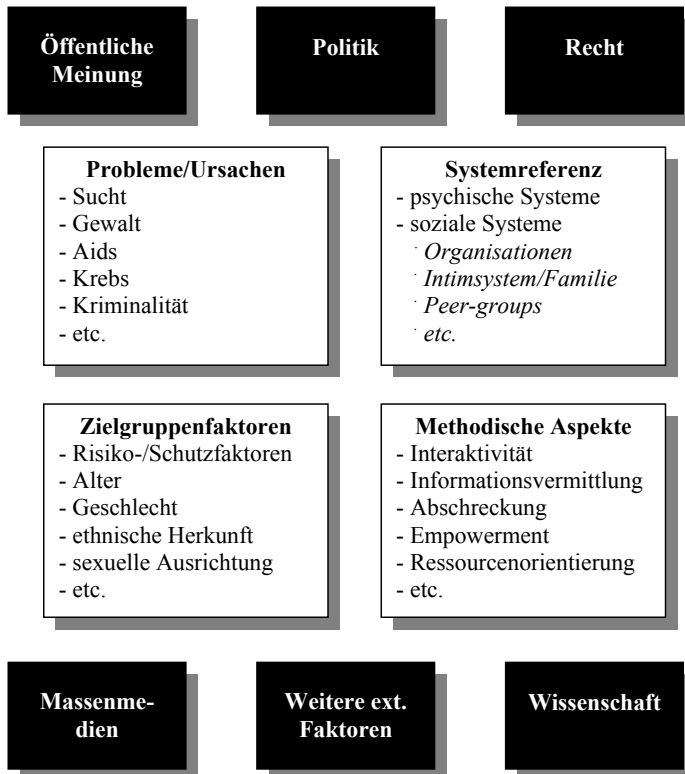 Öffentliche
Meinung
Politik
Recht
Probleme/Ursachen
- Sucht
- Gewalt
- Aids
- Krebs
- Kriminalität
- etc.
Systemreferenz
- psychische Systeme
- soziale Systeme
· Organisationen
· Intimsystem/Familie
· Peer-groups
· etc.
Zielgruppenfaktoren
- Risiko-/Schutzfaktoren
- Alter
- Geschlecht
- ethnische Herkunft
- sexuelle Ausrichtung
- etc.
Methodische Aspekte
- Interaktivität
- Informationsvermittlung
- Abschreckung
- Empowerment
- Ressourcenorientierung
- etc.
Massenme-
dien
Weitere ext.
Faktoren
Wissenschaft